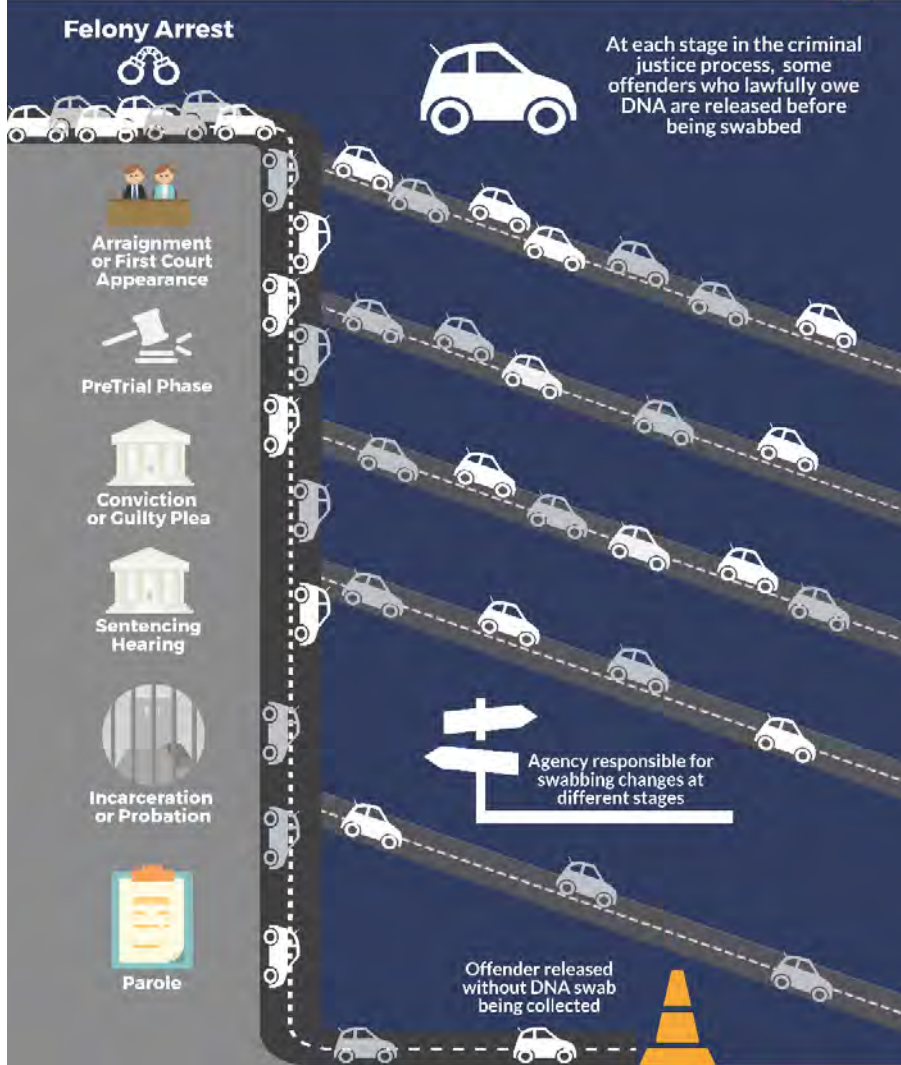 Felony Arrest
At each stage in the criminal
justice process, some
offenders who lawfully owe
DNA are released before
being swabbed
Arraignment
or First Court
Appearance
PreTrial Phase
Conviction
or Guilty Plea
Sentencing
Hearing
Agency responsible for
swabbing changes at
different stages
Incarceration
or Probation
Parole
Offender released
without DNA swab
being collected